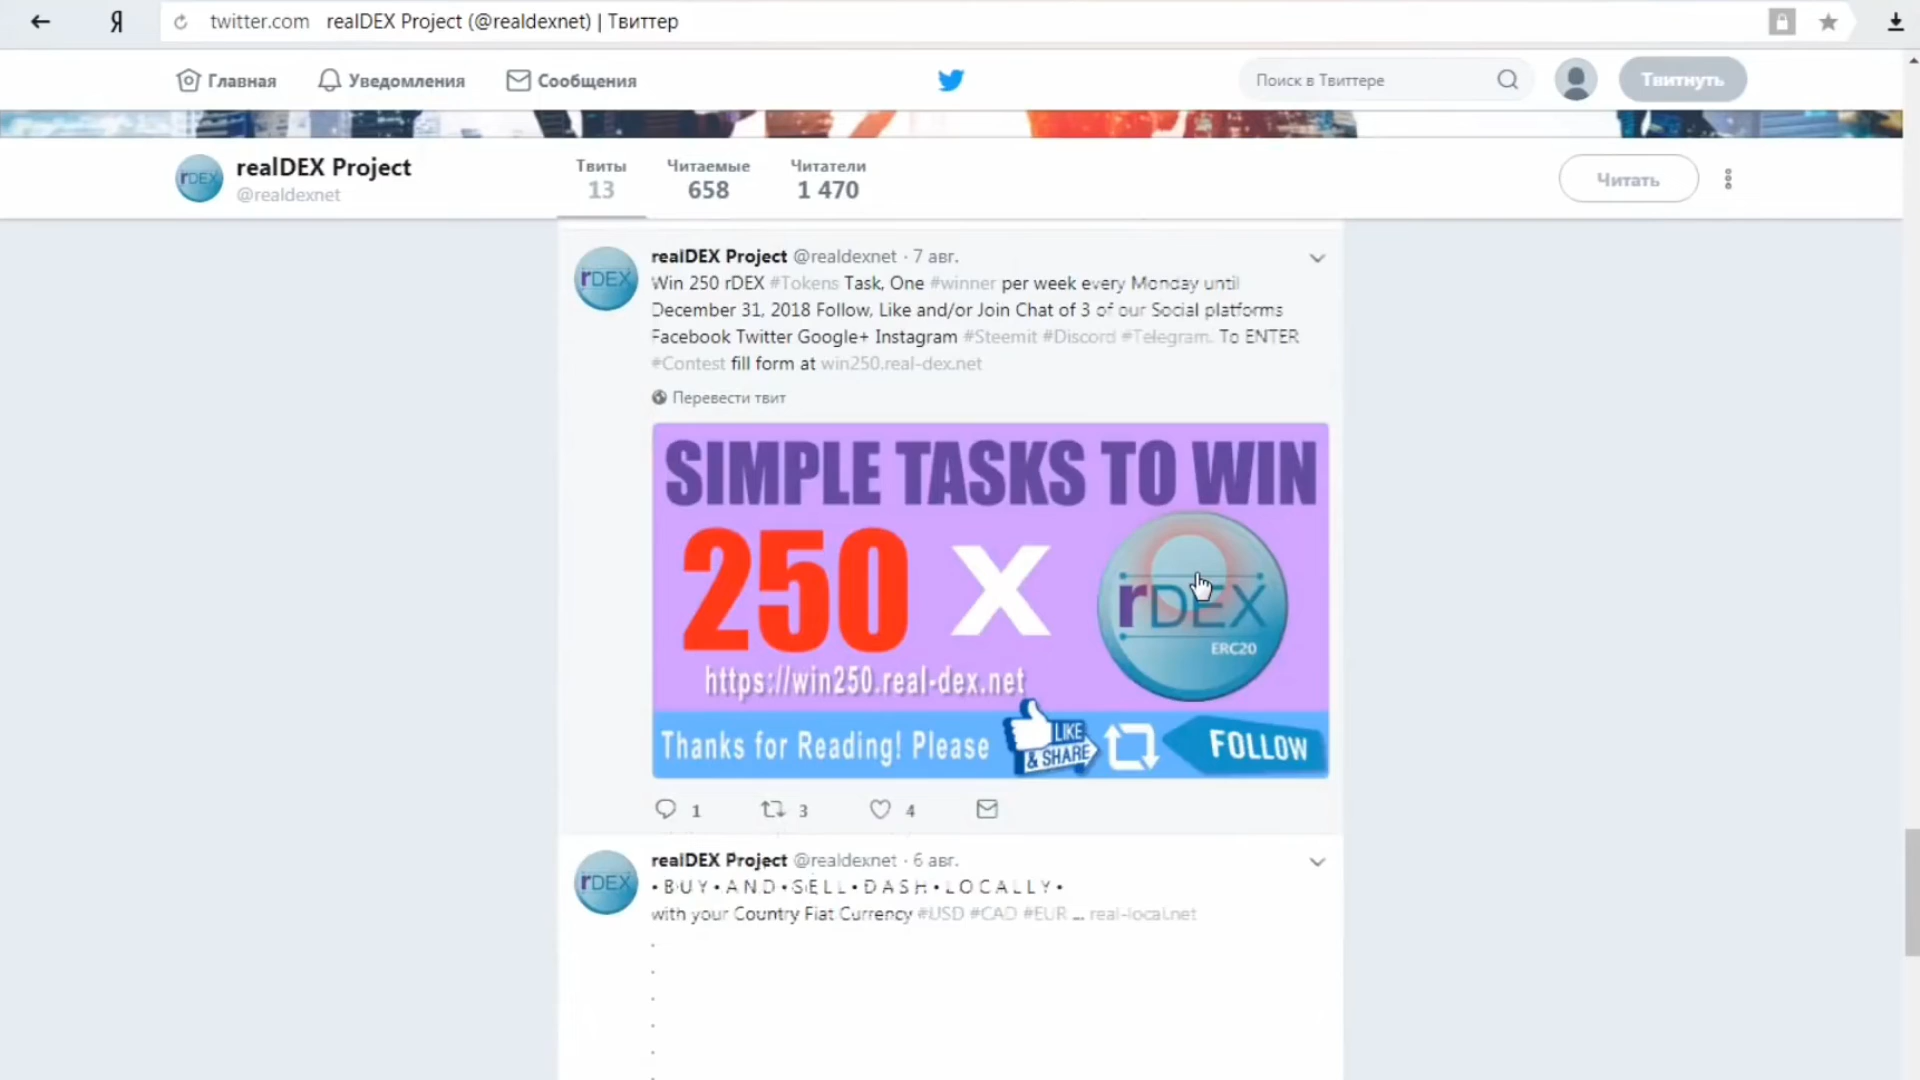 Я twitter.com realDEX Project (@realdexnet) | Твиттер
Главная Уведомления Сообщения Поиск в Твиттере Твитнуть
rDEX realDEX Project @realdexnet
Твиты 13 Читаемые 658 Читатели 1 470 Читать
rDEX
realDEX Project @realdexnet · 7 авг.
Win 250 rDEX #Tokens Task, One #winner per week every Monday until
December 31, 2018 Follow, Like and/or Join Chat of 3 of our Social platforms
Facebook Twitter Google+ Instagram #Steemit #Discord #Telegram. To ENTER
#Contest fill form at win250.real-dex.net
Перевести твит
SIMPLE TASKS TO WIN
250 X rDEX
ERC20
https://win250.real-dex.net
Thanks for Reading! Please LIKE & SHARE FOLLOW
1 3 4
rDEX
realDEX Project @realdexnet · 6 авг.
• B U Y • A N D • S E L L • D A S H • L O C A L L Y •
with your Country Fiat Currency #USD #CAD #EUR ... real-local.net
.
.
.
.
.
.